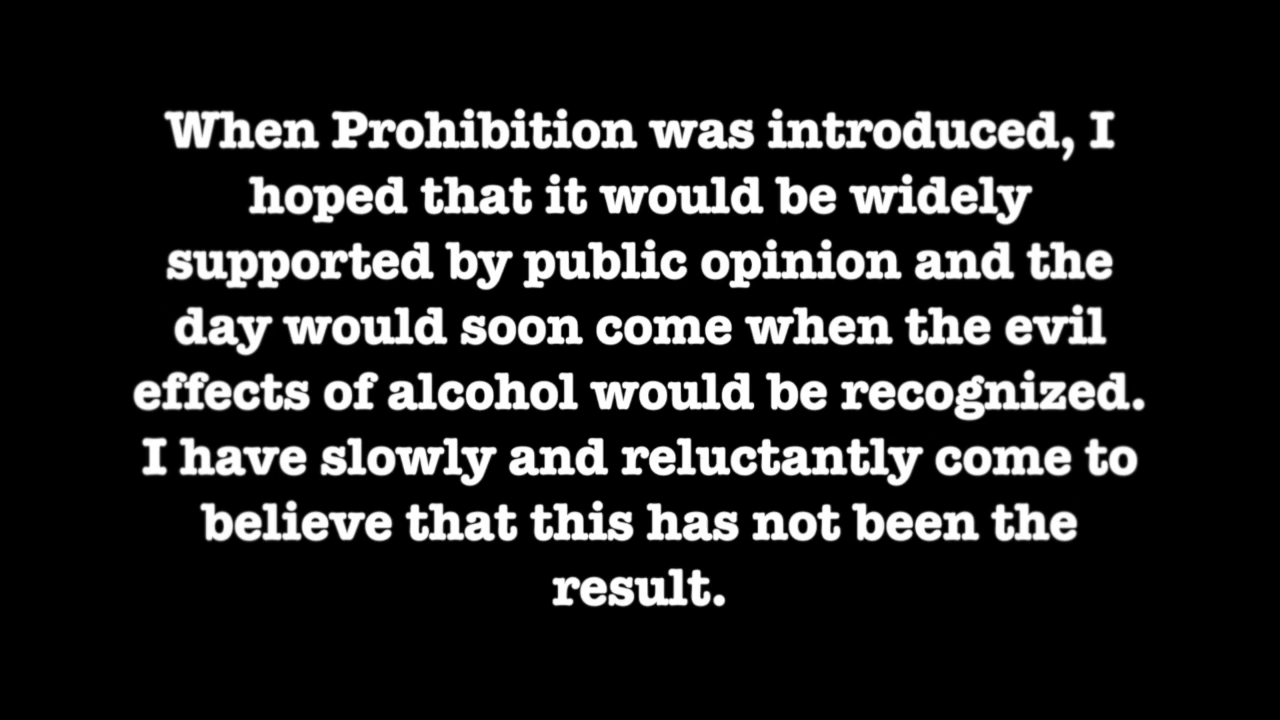 When Prohibition was introduced, I
hoped that it would be widely
supported by public opinion and the
day would soon come when the evil
effects of alcohol would be recognized.
I have slowly and reluctantly come to
believe that this has not been the
result.